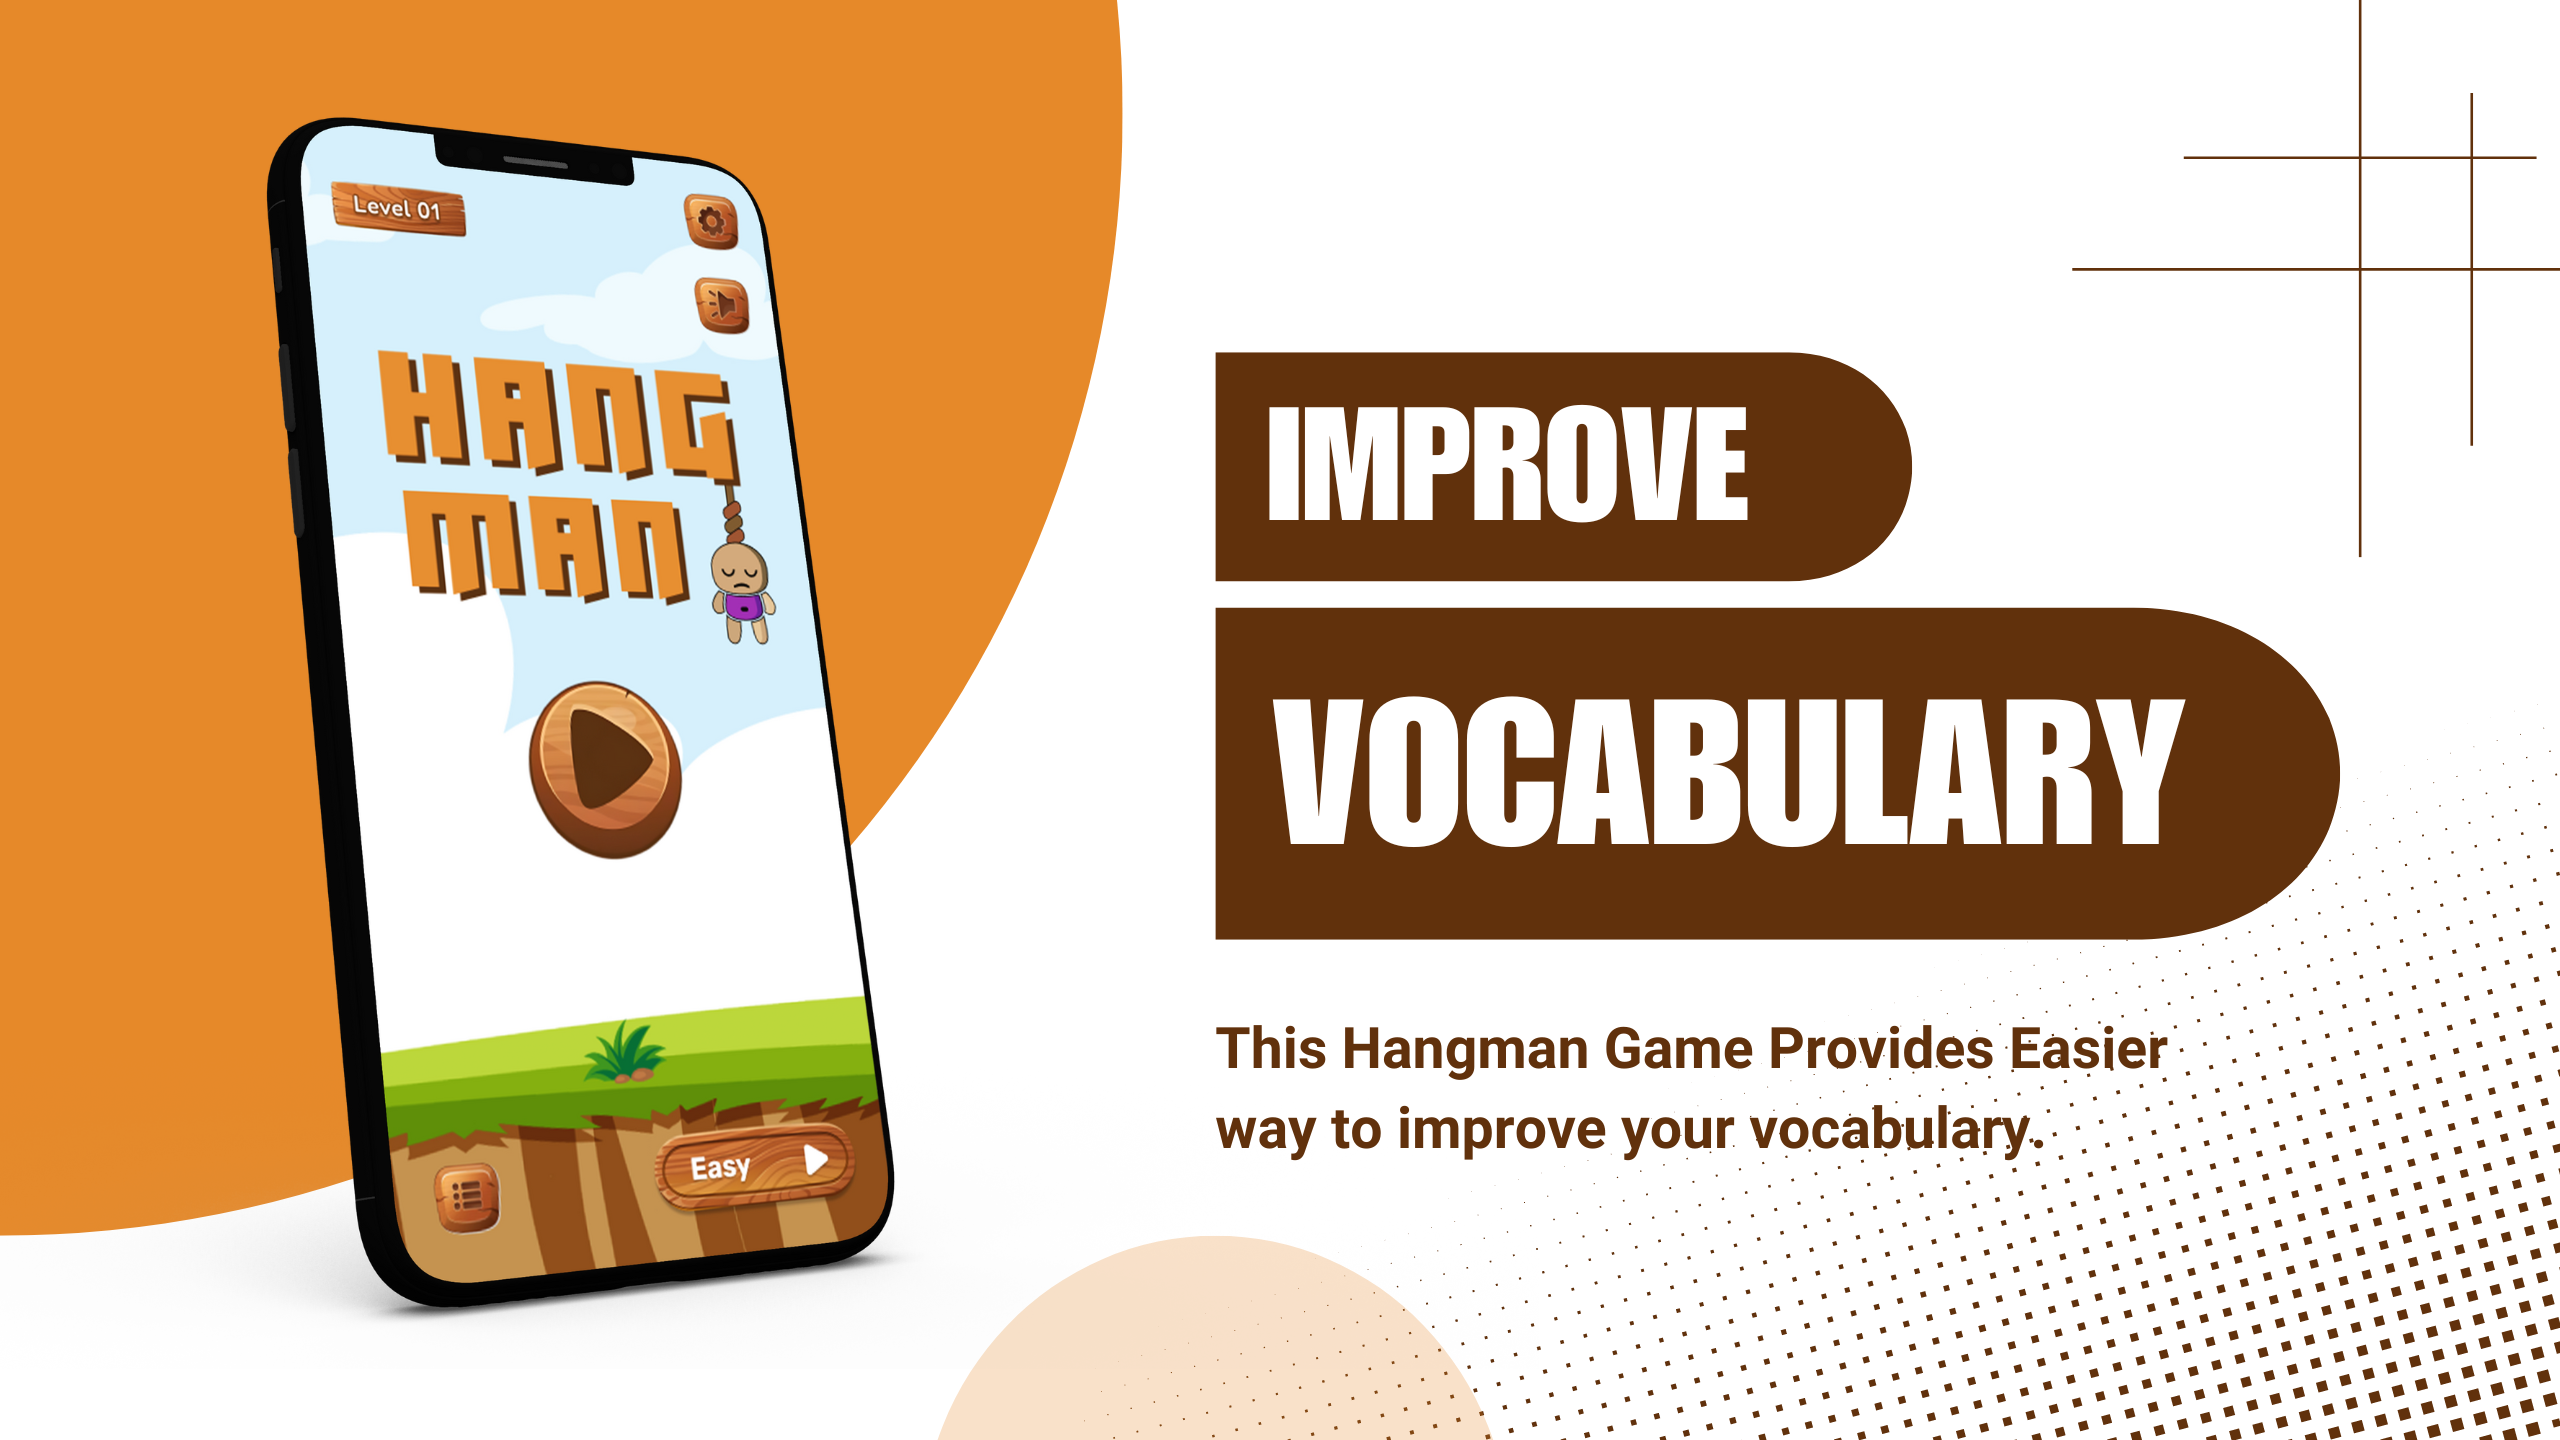 Level 01
HANG
MAN
Easy
IMPROVE
VOCABULARY
This Hangman Game Provides Easier
way to improve your vocabulary.